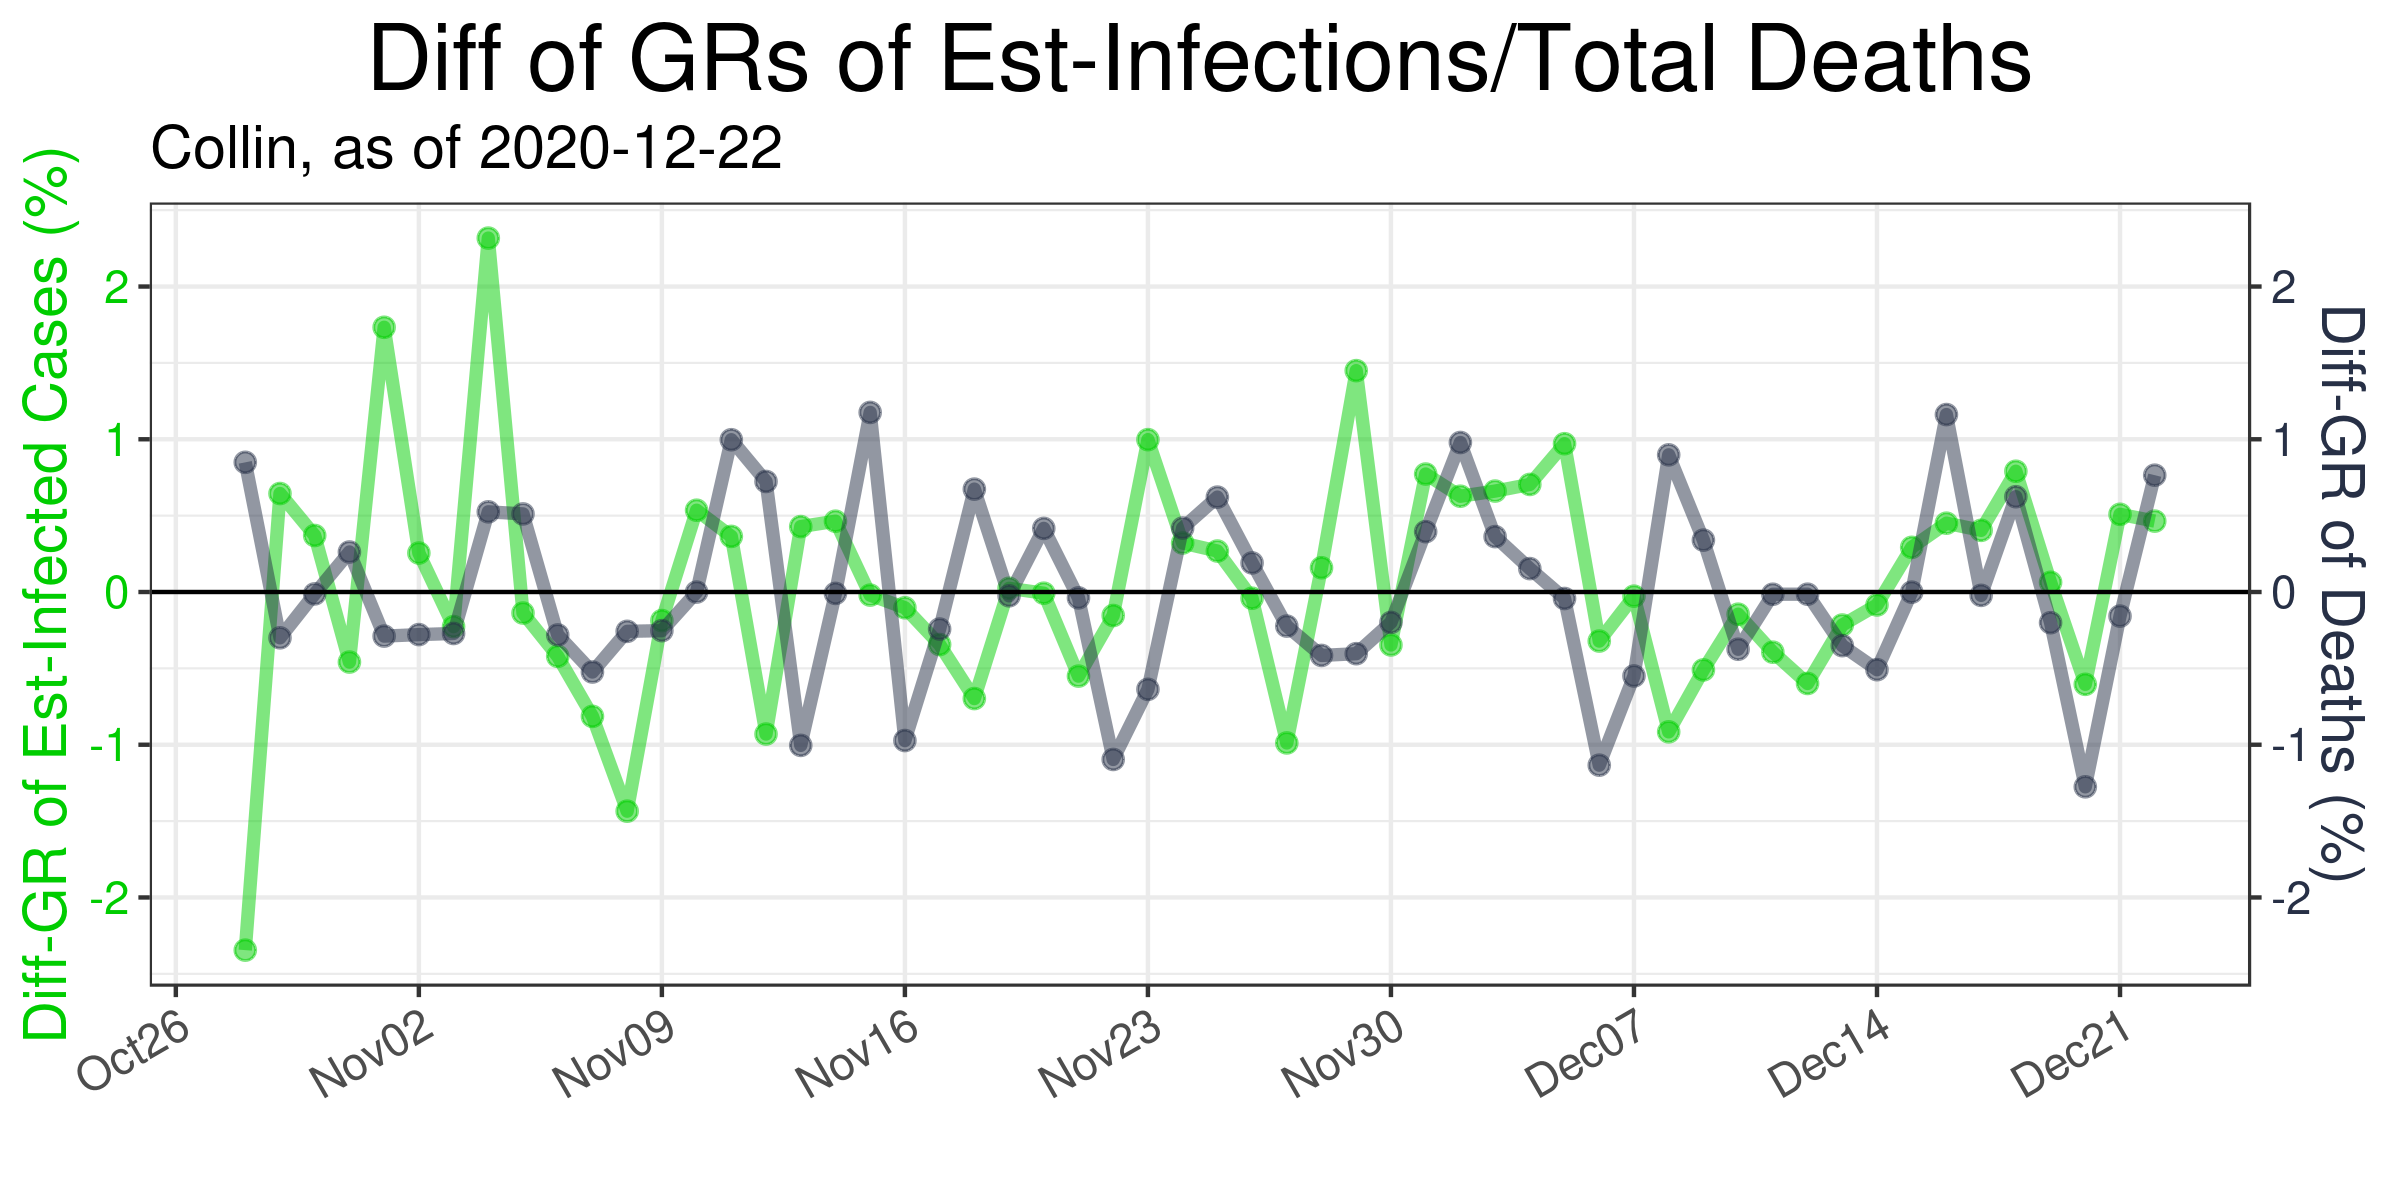 Diff of GRs of Est-Infections/Total Deaths
Collin, as of 2020-12-22
Diff-GR of Est-Infected Cases (%)
2
1
0
-1
-2
2
1
0
-1
-2
Diff-GR of Deaths (%)
Oct26
Nov02
Nov09
Nov16
Nov23
Nov30
Dec07
Dec14
Dec21